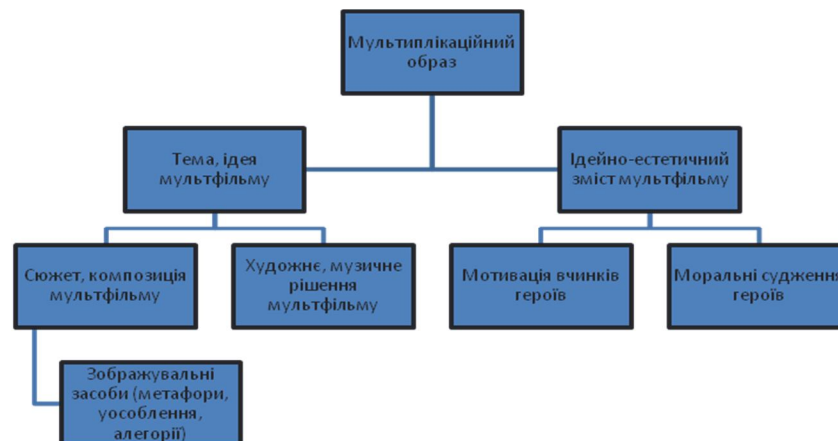 Мультиплікаційний
образ
Тема, ідея
мультфільму
Ідейно-естетичний
зміст мультфільму
Сюжет, композиція
мультфільму
Художнє, музичне
рішення
мультфільму
Мотивація вчинків
героїв
Моральні судження
героїв
Зображувальні
засоби (метафори,
уособлення,
алегорії)